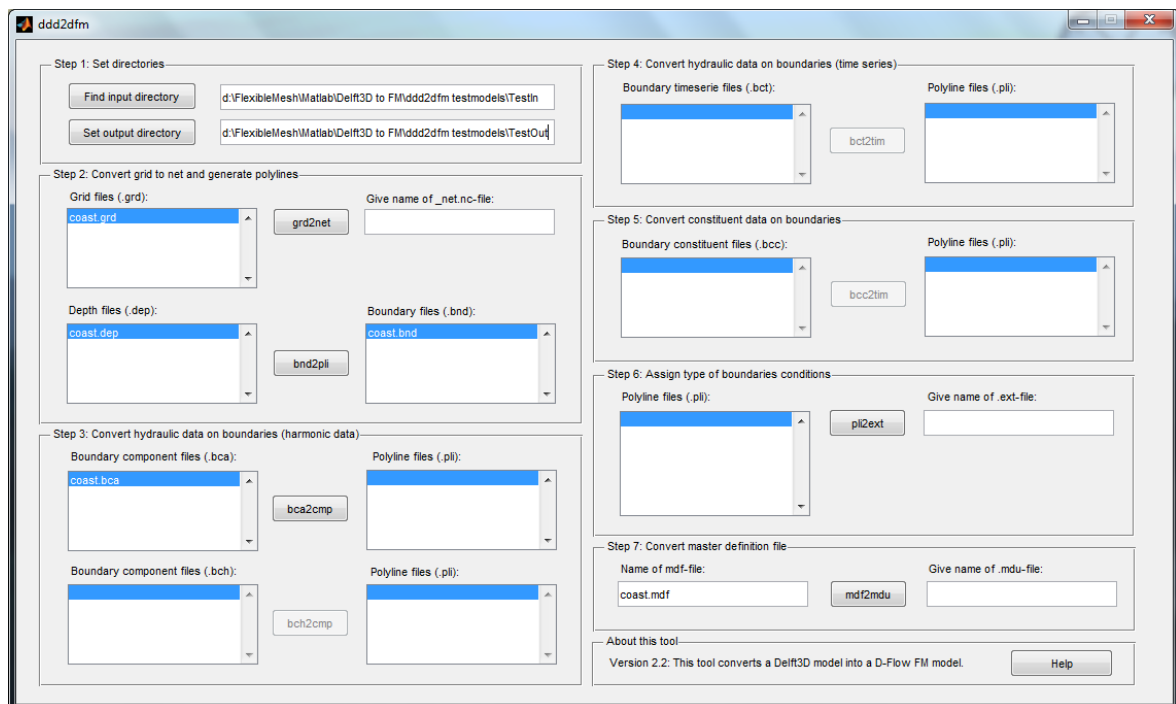 ddd2dfm
Step 1: Set directories
Find input directory
d:\FlexibleMesh\Matlab\Delft3D to FM\ddd2dfm testmodels\TestIn
Set output directory
d:\FlexibleMesh\Matlab\Delft3D to FM\ddd2dfm testmodels\TestOut
Step 2: Convert grid to net and generate polylines
Grid files (.grd):
Give name of _net.nc-file:
coast.grd
grd2net
Depth files (.dep):
Boundary files (.bnd):
coast.dep
bnd2pli
coast.bnd
Step 3: Convert hydraulic data on boundaries (harmonic data)
Boundary component files (.bca):
Polyline files (.pli):
coast.bca
bca2cmp
Boundary component files (.bch):
Polyline files (.pli):
bch2cmp
Step 4: Convert hydraulic data on boundaries (time series)
Boundary timeserie files (.bct):
Polyline files (.pli):
bct2tim
Step 5: Convert constituent data on boundaries
Boundary constituent files (.bcc):
Polyline files (.pli):
bcc2tim
Step 6: Assign type of boundaries conditions
Polyline files (.pli):
Give name of .ext-file:
pli2ext
Step 7: Convert master definition file
Name of mdf-file:
Give name of .mdu-file:
coast.mdf
mdf2mdu
About this tool
Version 2.2: This tool converts a Delft3D model into a D-Flow FM model.
Help